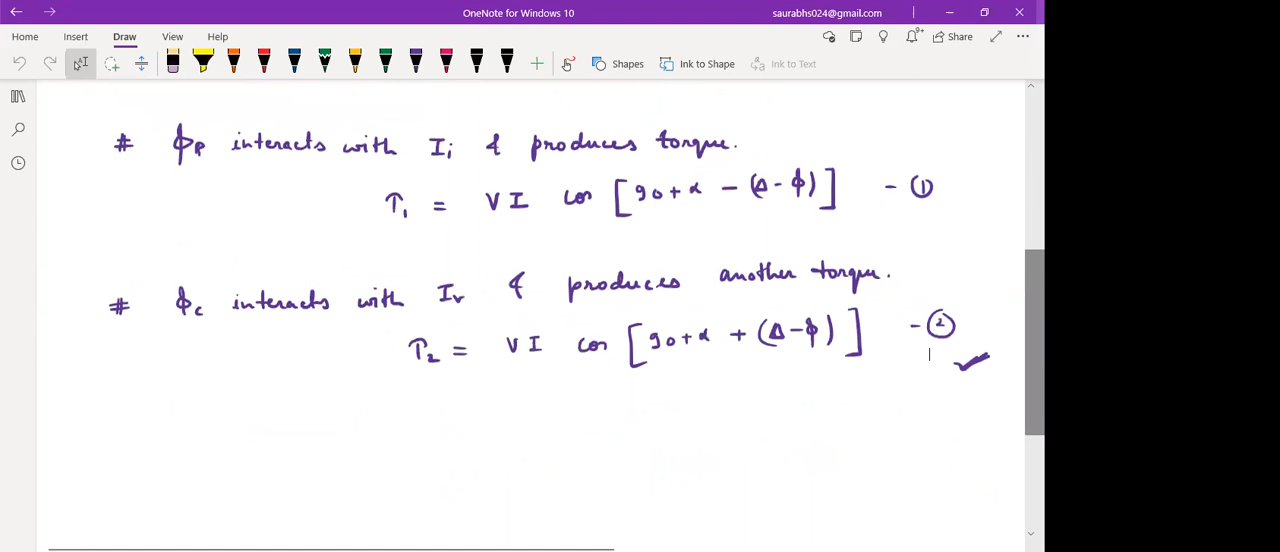 OneNote for Windows 10
saurabhs024@gmail.com
Home Insert Draw View Help
Share
Shapes Ink to Shape Ink to Text
# ϕp interacts with Ii & produces torque.
T1 = VI cos [90+α − (Δ−ϕ)] − ①
# ϕc interacts with Iv & produces another torque.
T2 = VI cos [90+α + (Δ−ϕ)] − ②